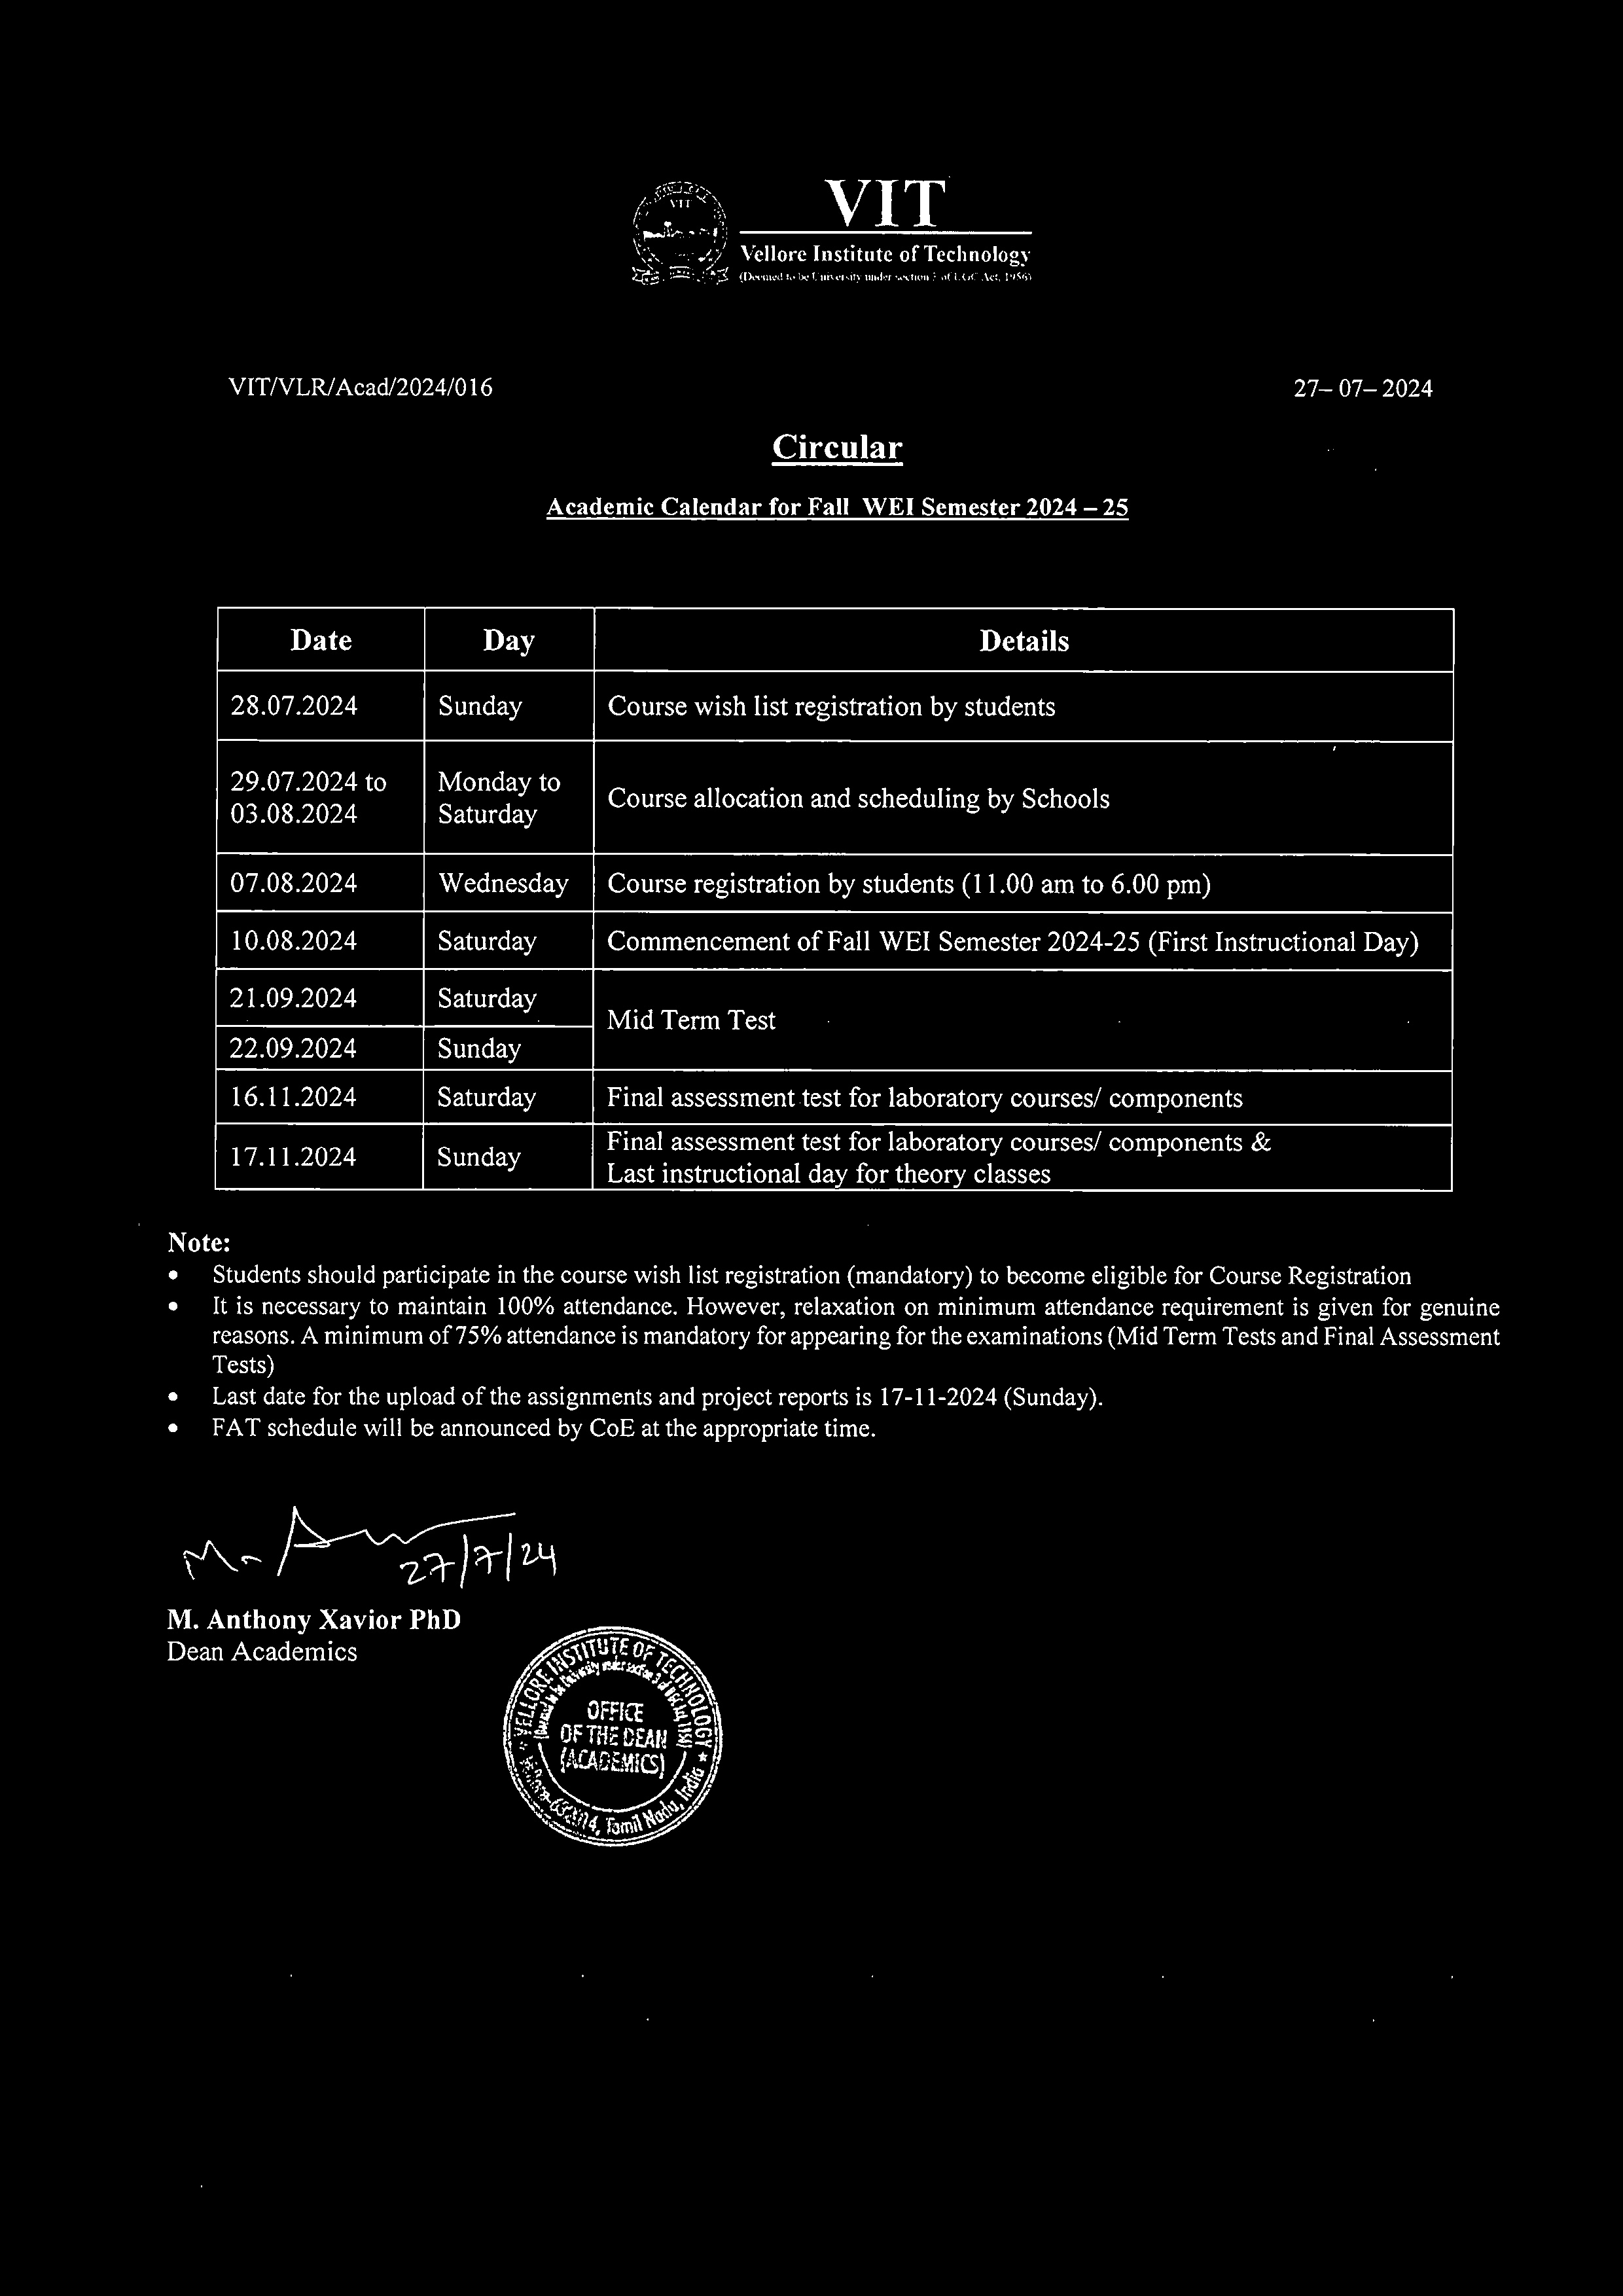 VIT
VIT
Vellore Institute of Technology
(Deemed to be University under section 3 of UGC Act, 1956)
VIT/VLR/Acad/2024/016
27– 07– 2024
Circular
Academic Calendar for Fall WEI Semester 2024 – 25
Date Day Details
28.07.2024 Sunday Course wish list registration by students
29.07.2024 to Monday to
03.08.2024 Saturday
Course allocation and scheduling by Schools
07.08.2024 Wednesday Course registration by students (11.00 am to 6.00 pm)
10.08.2024 Saturday Commencement of Fall WEI Semester 2024-25 (First Instructional Day)
21.09.2024 Saturday
Mid Term Test
22.09.2024 Sunday
16.11.2024 Saturday Final assessment test for laboratory courses/ components
17.11.2024 Sunday Final assessment test for laboratory courses/ components &
Last instructional day for theory classes
Note:
• Students should participate in the course wish list registration (mandatory) to become eligible for Course Registration
• It is necessary to maintain 100% attendance. However, relaxation on minimum attendance requirement is given for genuine
reasons. A minimum of 75% attendance is mandatory for appearing for the examinations (Mid Term Tests and Final Assessment
Tests)
• Last date for the upload of the assignments and project reports is 17-11-2024 (Sunday).
• FAT schedule will be announced by CoE at the appropriate time.
27/7/24
M. Anthony Xavior PhD
Dean Academics
VELLORE INSTITUTE OF TECHNOLOGY
OFFICE
OF THE DEAN
(ACADEMICS)
Tamil Nadu, India